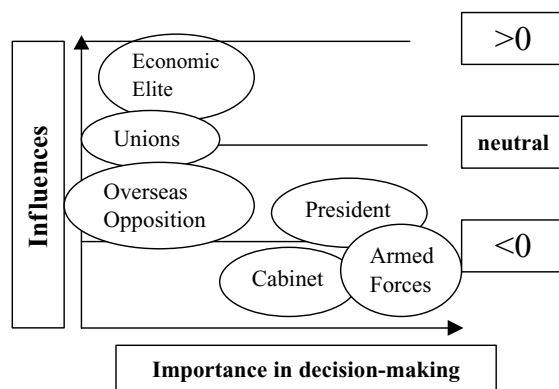 >0
Economic
Elite
Influences
Unions
neutral
Overseas
Opposition
President
<0
Armed
Forces
Cabinet
Importance in decision-making